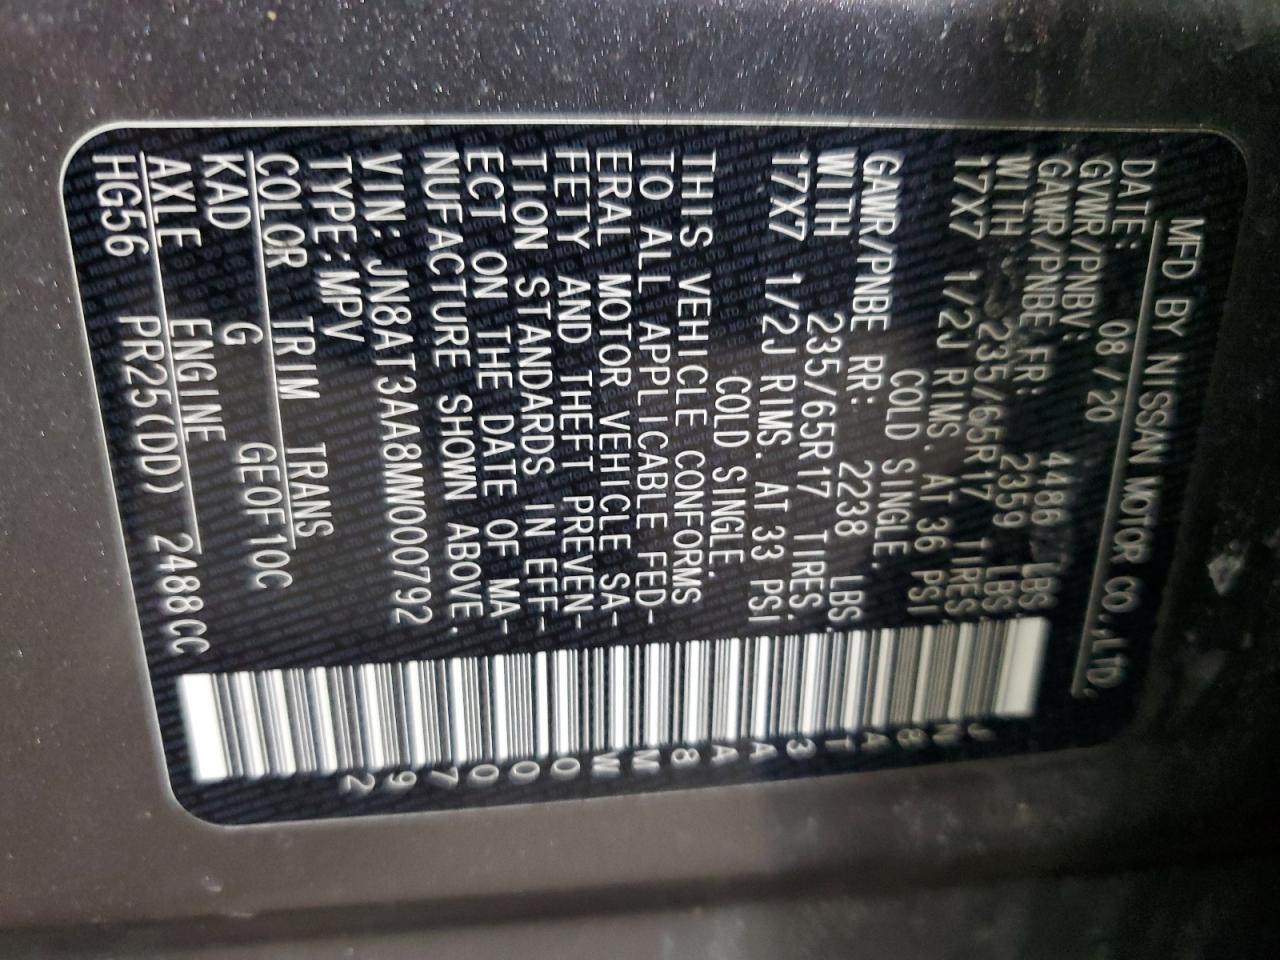 MFD BY NISSAN MOTOR CO.,LTD.
DATE: 08/20
GVWR/PNBV: 4486 LBS
GAWR/PNBE FR: 2359 LBS.
WITH 235/65R17 TIRES,
17X7 1/2J RIMS. AT 36 PSI
COLD SINGLE.
GAWR/PNBE RR: 2238 LBS.
WITH 235/65R17 TIRES,
17X7 1/2J RIMS. AT 33 PSI
COLD SINGLE.
THIS VEHICLE CONFORMS
TO ALL APPLICABLE FED-
ERAL MOTOR VEHICLE SA-
FETY AND THEFT PREVEN-
TION STANDARDS IN EFF-
ECT ON THE DATE OF MA-
NUFACTURE SHOWN ABOVE.
VIN: JN8AT3AA8MW000792
TYPE:MPV
COLOR TRIM TRANS
KAD G GE0F10C
AXLE ENGINE
HG56 PR25(DD) 2488CC
JN8AT3AA8MW000792